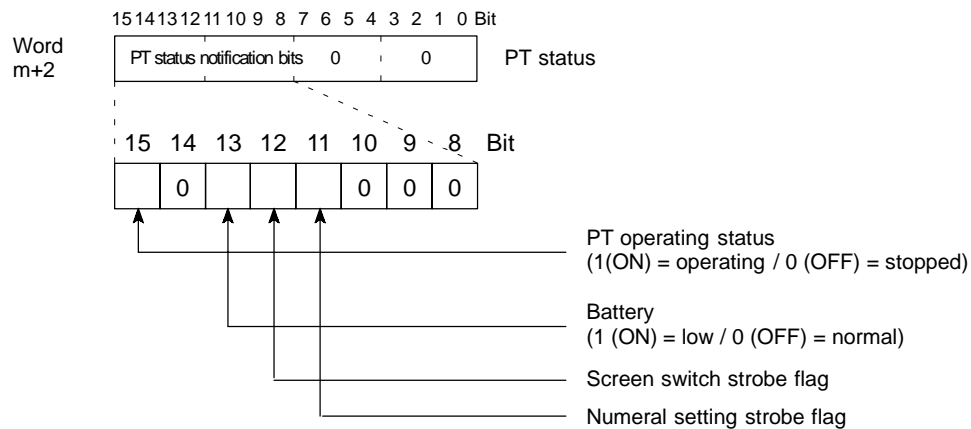 15 14 13 12 11 10 9 8 7 6 5 4 3 2 1 0 Bit
Word
m+2
PT status notification bits 0 0 PT status
15 14 13 12 11 10 9 8 Bit
0 0 0 0
PT operating status
(1(ON) = operating / 0 (OFF) = stopped)
Battery
(1 (ON) = low / 0 (OFF) = normal)
Screen switch strobe flag
Numeral setting strobe flag